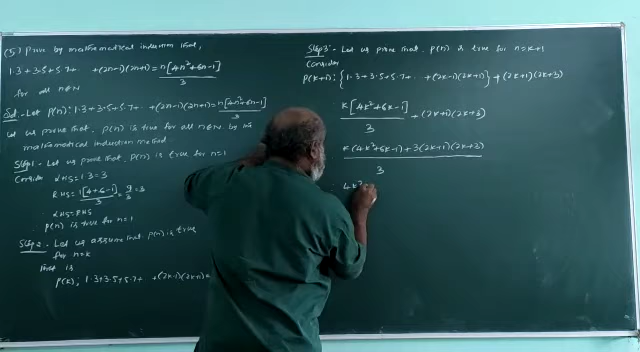 (5) Prove by mathematical induction that,
1·3+3·5+5·7+ +(2n-1)(2n+1)=n[4n²+6n-1]/3
for all n∈N
Sol:- Let P(n): 1·3+3·5+5·7+ +(2n-1)(2n+1)=n[4n²+6n-1]/3
Let us prove that P(n) is true for all n∈N by
mathematical induction method
Step1:- Let us prove that P(n) is true for n=1
Consider LHS=1·3=3
RHS=1[4+6-1]/3=9/3=3
LHS=RHS
P(n) is true for n=1
Step2:- Let us assume that P(n) is true
for n=k
that is
P(k): 1·3+3·5+5·7+ +(2k-1)(2k+1)=
Step3:- Let us prove that P(n) is true for n=k+1
Consider
P(k+1): {1·3+3·5+5·7+ +(2k-1)(2k+1)}+(2k+1)(2k+3)
k[4k²+6k-1]/3+(2k+1)(2k+3)
k(4k²+6k-1)+3(2k+1)(2k+3)/3
4k³